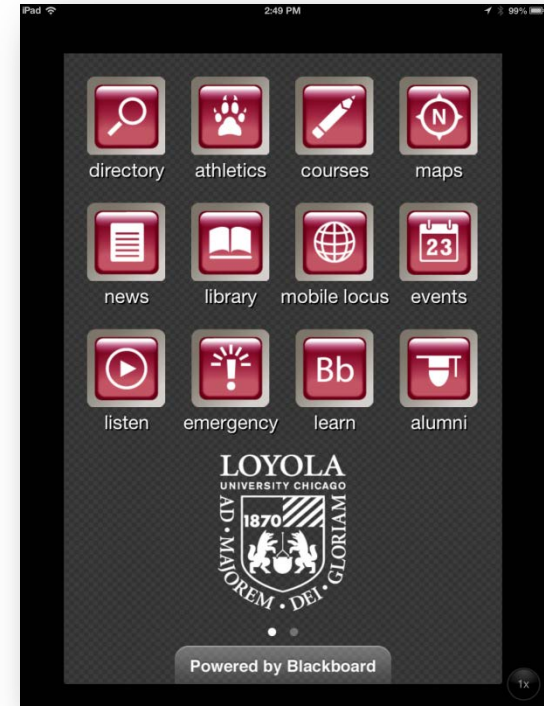 iPad 2:49 PM 99%
N
directory athletics courses maps
23
news library mobile locus events
Bb
listen emergency learn alumni
LOYOLA
UNIVERSITY CHICAGO
1870
AD • MAJOREM • DEI • GLORIAM
Powered by Blackboard
1x